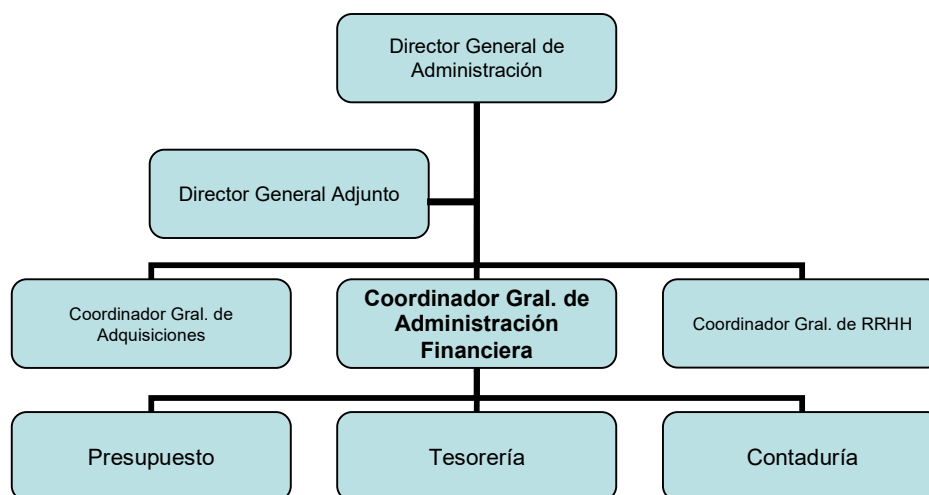 Director General de
Administración
Director General Adjunto
Coordinador Gral. de
Adquisiciones
Coordinador Gral. de
Administración
Financiera
Coordinador Gral. de RRHH
Presupuesto
Tesorería
Contaduría